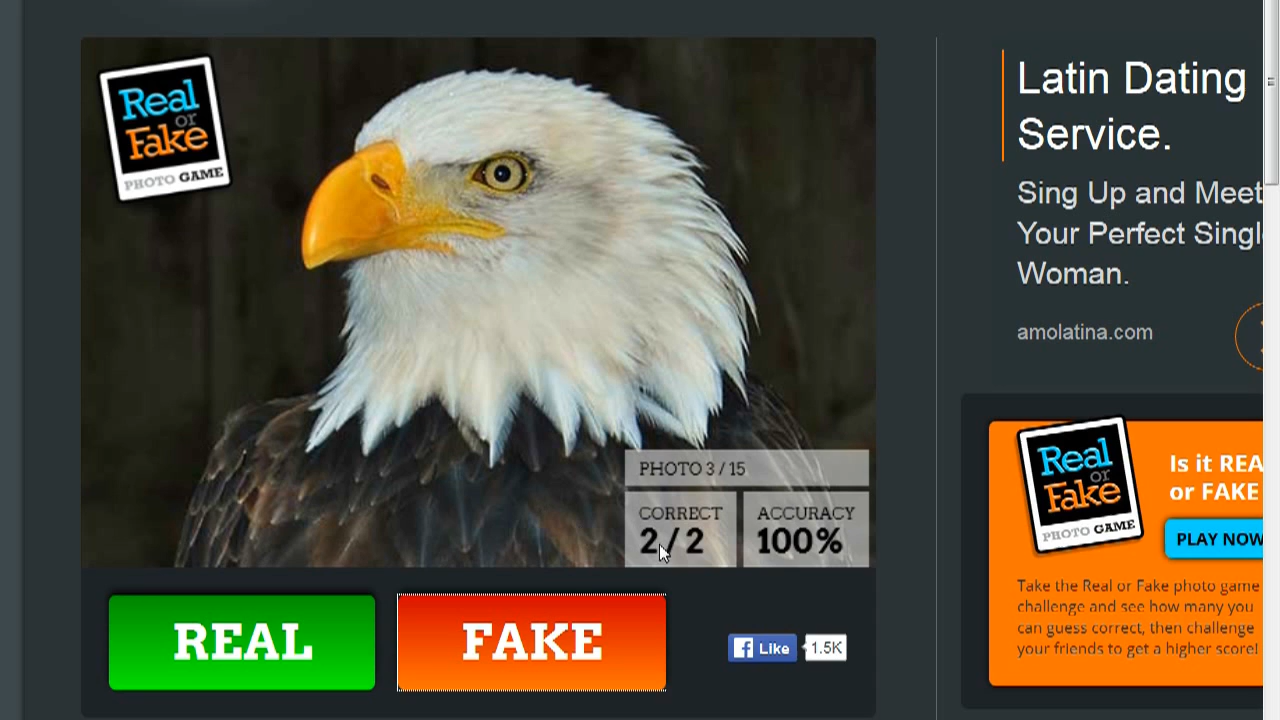 Real
or
Fake
PHOTO GAME
PHOTO 3 / 15
CORRECT
2 / 2
ACCURACY
100%
REAL
FAKE
Like
1.5K
Latin Dating
Service.
Sing Up and Meet
Your Perfect Singl
Woman.
amolatina.com
Real
or
Fake
PHOTO GAME
Is it REA
or FAKE
PLAY NOW
Take the Real or Fake photo game
challenge and see how many you
can guess correct, then challenge
your friends to get a higher score!